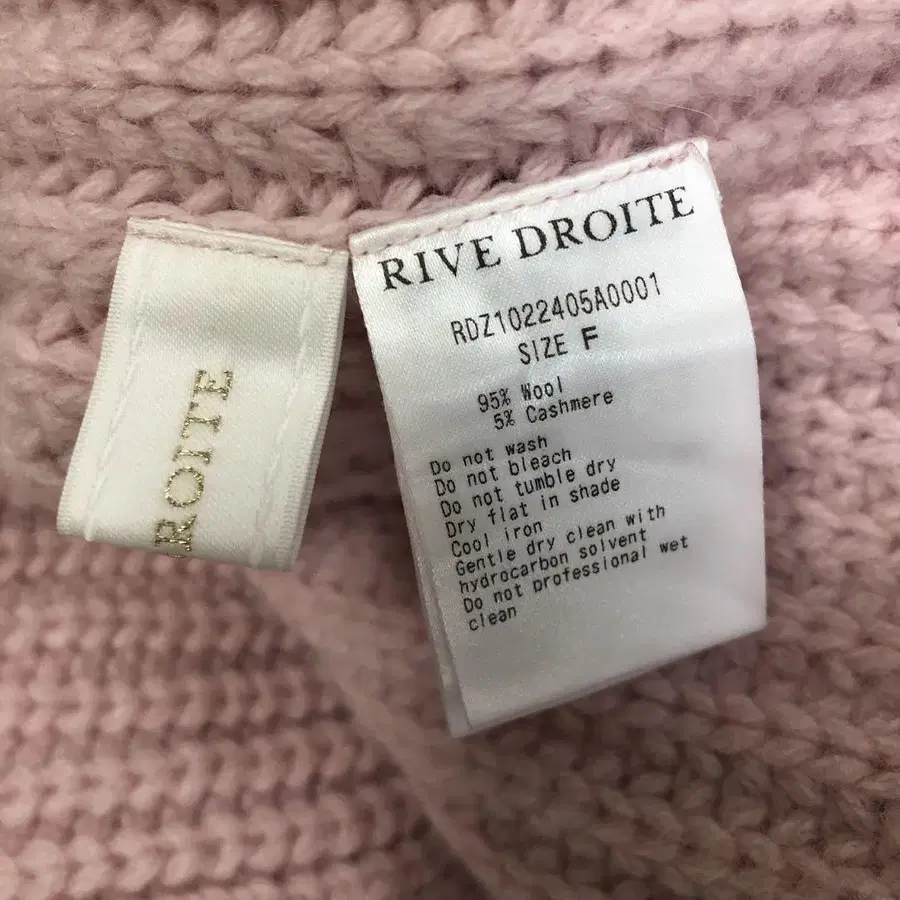 ROITE
RIVE DROITE
RDZ1022405A0001
SIZE F
95% Wool
5% Cashmere
Do not wash
Do not bleach
Do not tumble dry
Dry flat in shade
Cool iron
Gentle dry clean with
hydrocarbon solvent
Do not professional wet
clean